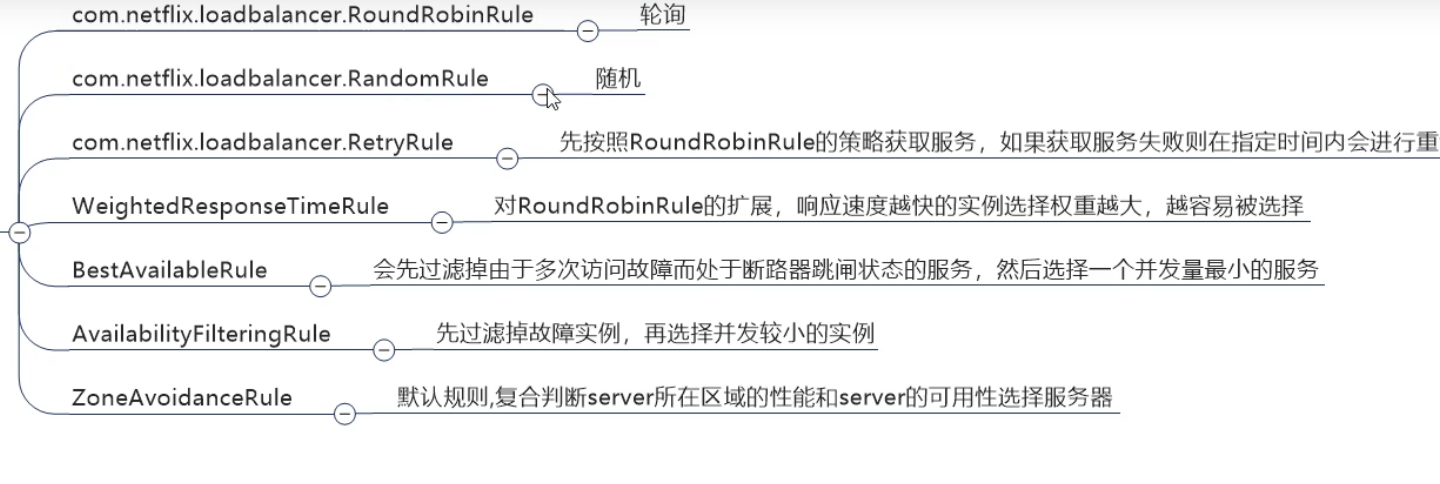 com.netflix.loadbalancer.RoundRobinRule 轮询
com.netflix.loadbalancer.RandomRule 随机
com.netflix.loadbalancer.RetryRule 先按照RoundRobinRule的策略获取服务，如果获取服务失败则在指定时间内会进行重
WeightedResponseTimeRule 对RoundRobinRule的扩展，响应速度越快的实例选择权重越大，越容易被选择
BestAvailableRule 会先过滤掉由于多次访问故障而处于断路器跳闸状态的服务，然后选择一个并发量最小的服务
AvailabilityFilteringRule 先过滤掉故障实例，再选择并发较小的实例
ZoneAvoidanceRule 默认规则,复合判断server所在区域的性能和server的可用性选择服务器